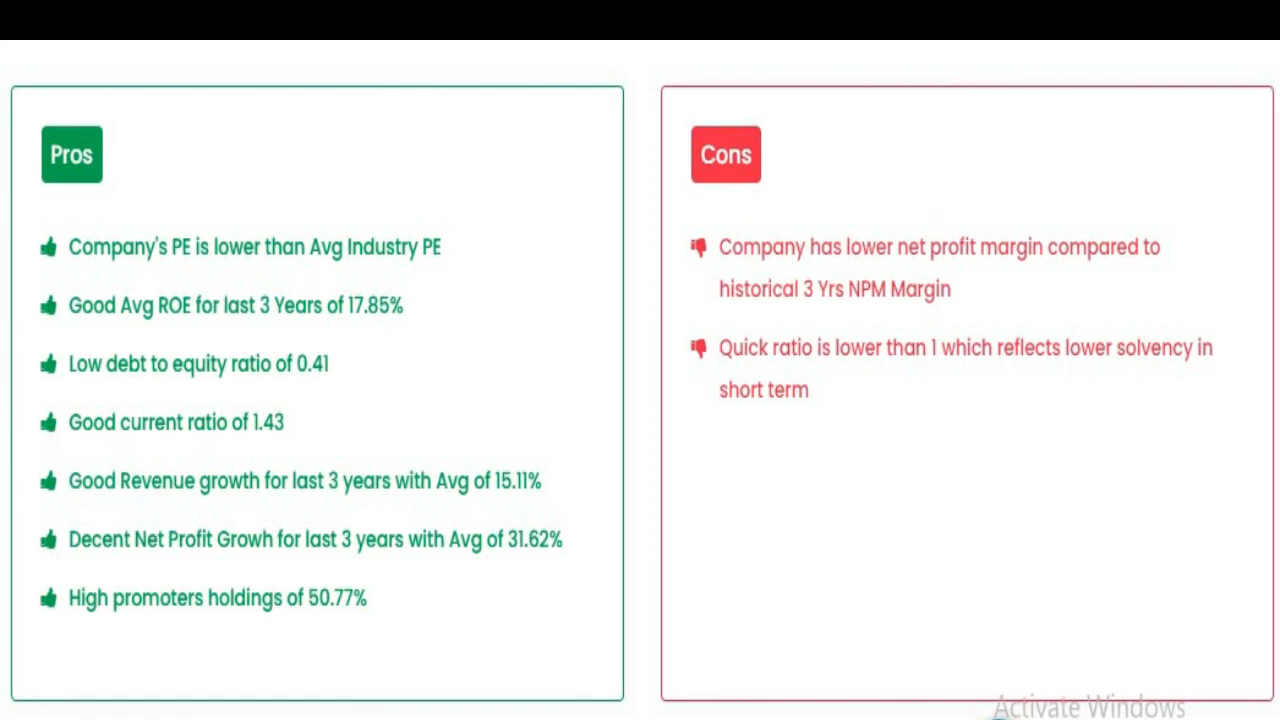 Pros
Company's PE is lower than Avg Industry PE
Good Avg ROE for last 3 Years of 17.85%
Low debt to equity ratio of 0.41
Good current ratio of 1.43
Good Revenue growth for last 3 years with Avg of 15.11%
Decent Net Profit Growh for last 3 years with Avg of 31.62%
High promoters holdings of 50.77%
Cons
Company has lower net profit margin compared to
historical 3 Yrs NPM Margin
Quick ratio is lower than 1 which reflects lower solvency in
short term
Activate Windows